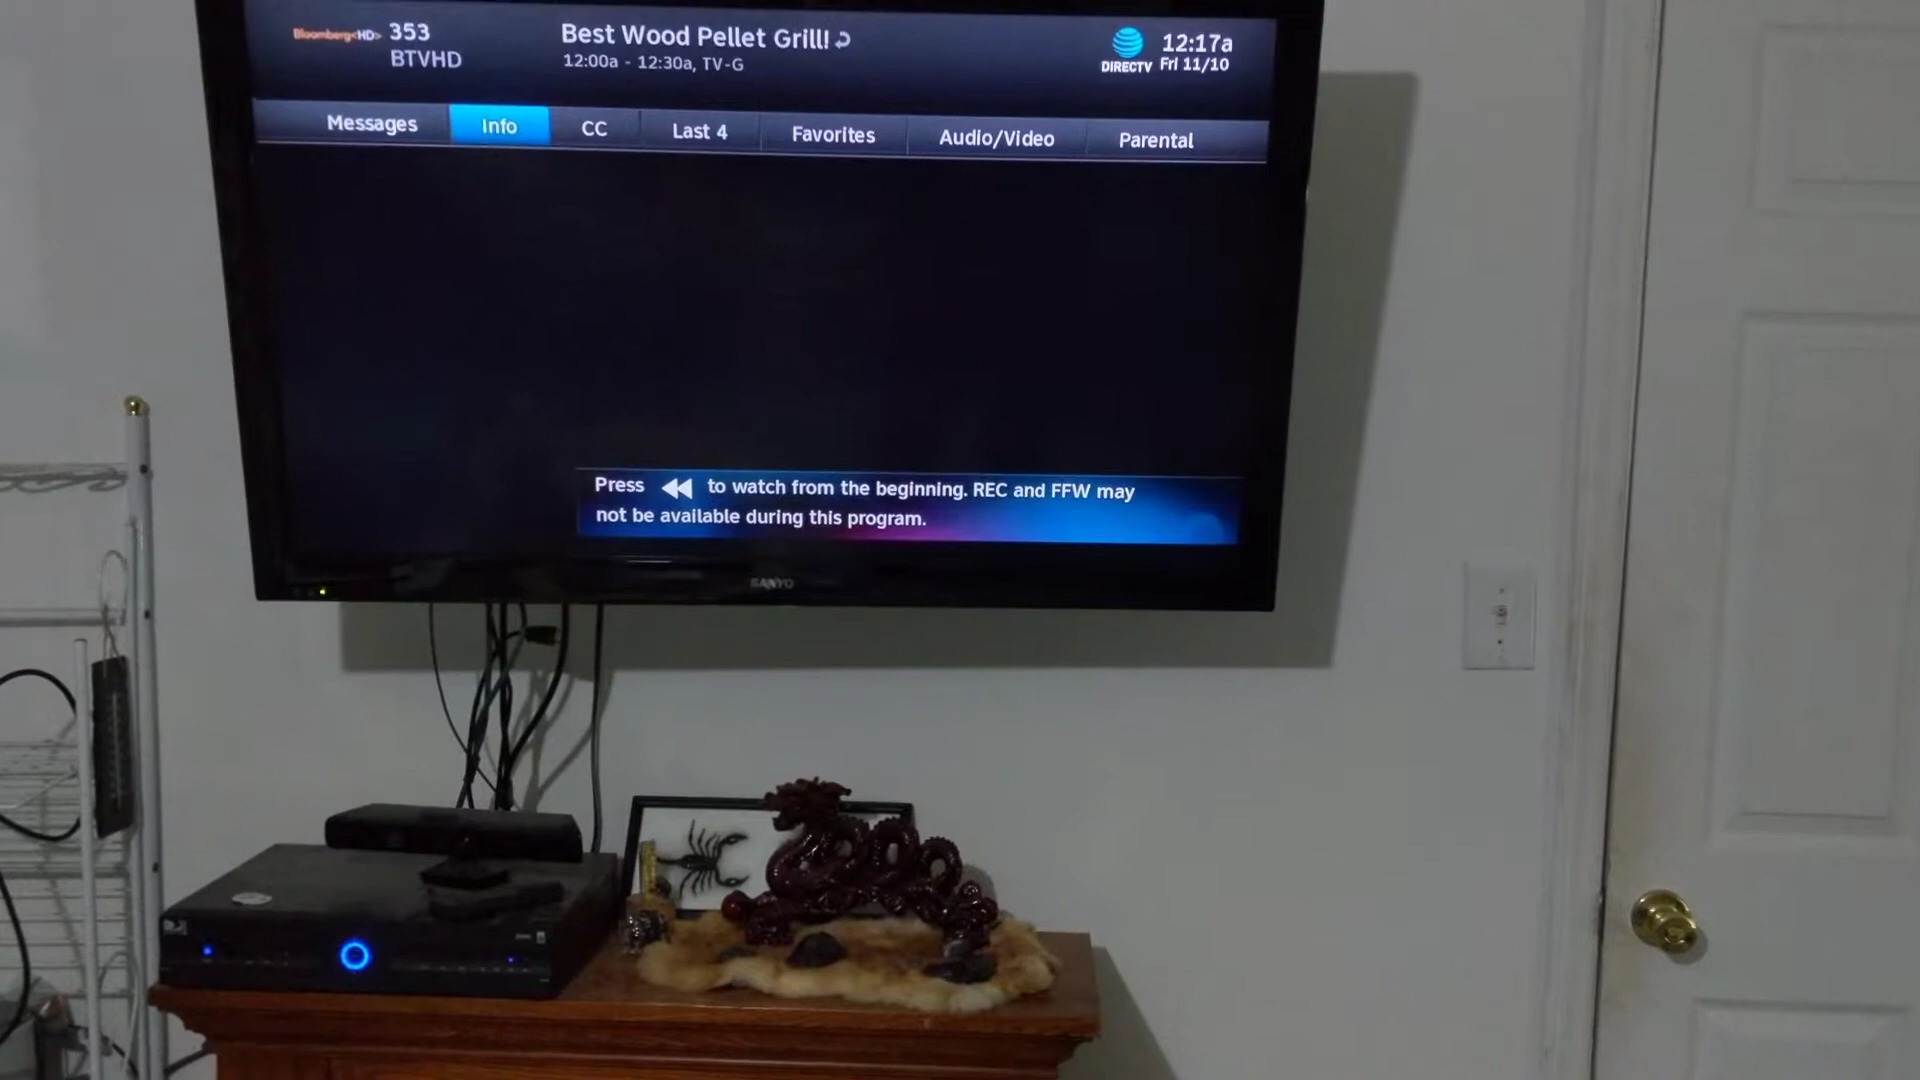 Bloomberg<HD> 353
BTVHD
Best Wood Pellet Grill!
12:00a - 12:30a, TV-G
DIRECTV
12:17a
Fri 11/10
Messages Info CC Last 4 Favorites Audio/Video Parental
Press to watch from the beginning. REC and FFW may
not be available during this program.
SANYO